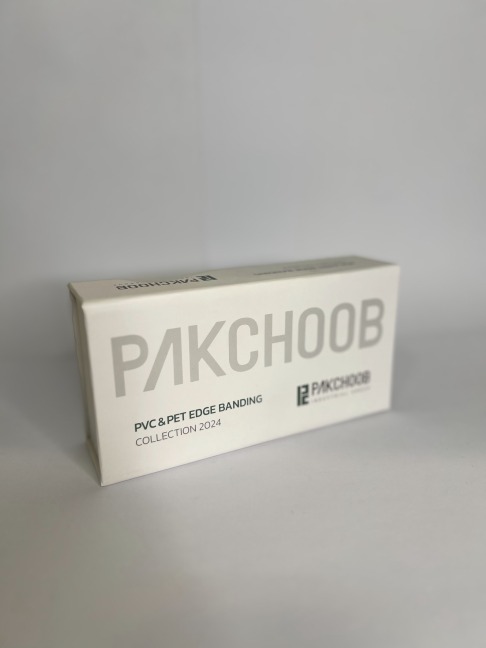 PAKCHOOB
PAKCHOOB
PVC & PET EDGE BANDING
COLLECTION 2024
PAKCHOOB
INDUSTRIAL GROUP